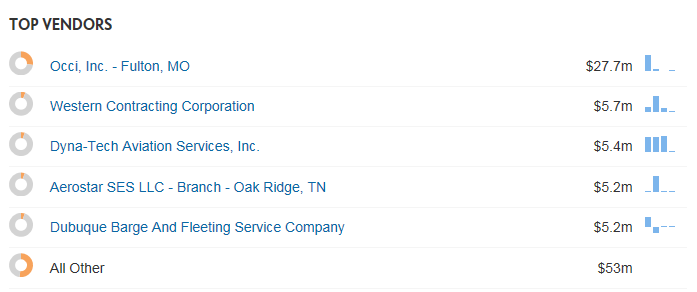 TOP VENDORS
Occi, Inc. - Fulton, MO $27.7m
Western Contracting Corporation $5.7m
Dyna-Tech Aviation Services, Inc. $5.4m
Aerostar SES LLC - Branch - Oak Ridge, TN $5.2m
Dubuque Barge And Fleeting Service Company $5.2m
All Other $53m